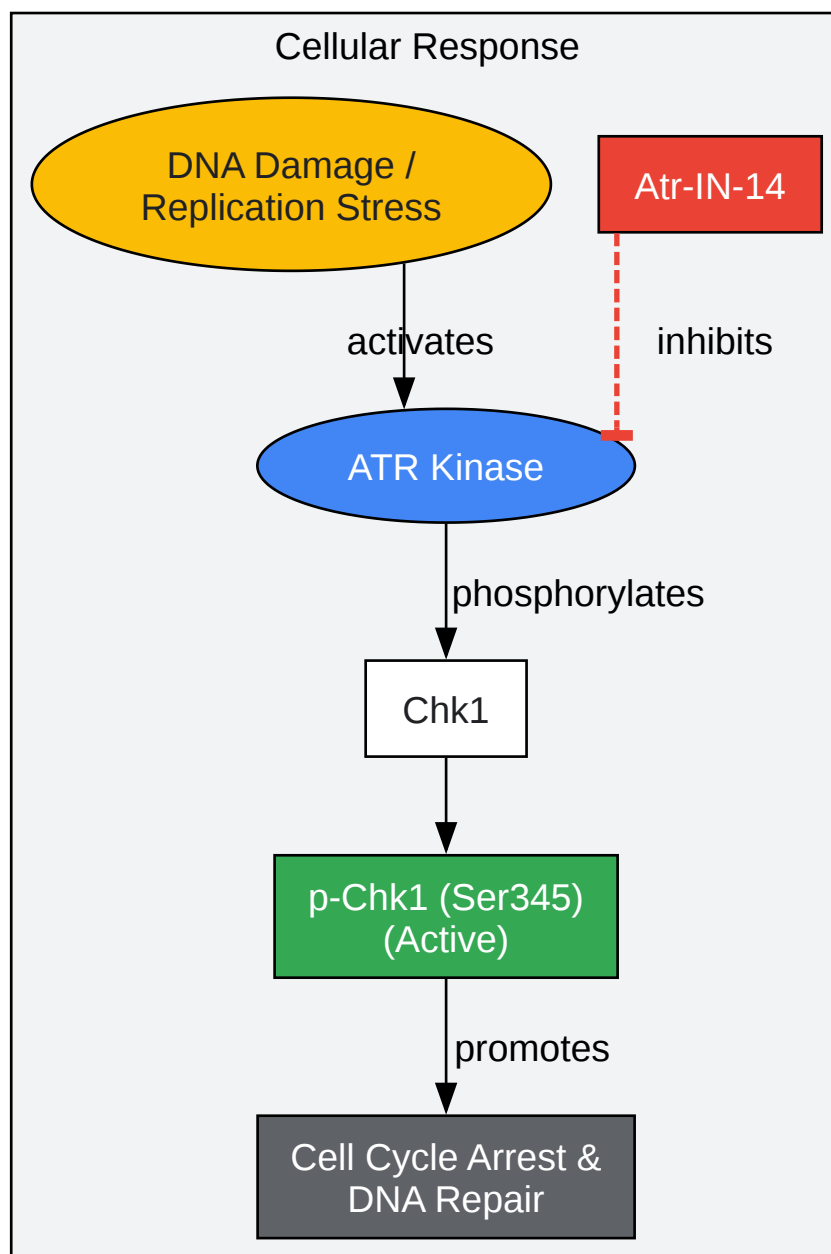 Cellular Response
DNA Damage /
Replication Stress
Atr-IN-14
activates
inhibits
ATR Kinase
phosphorylates
Chk1
p-Chk1 (Ser345)
(Active)
promotes
Cell Cycle Arrest &
DNA Repair